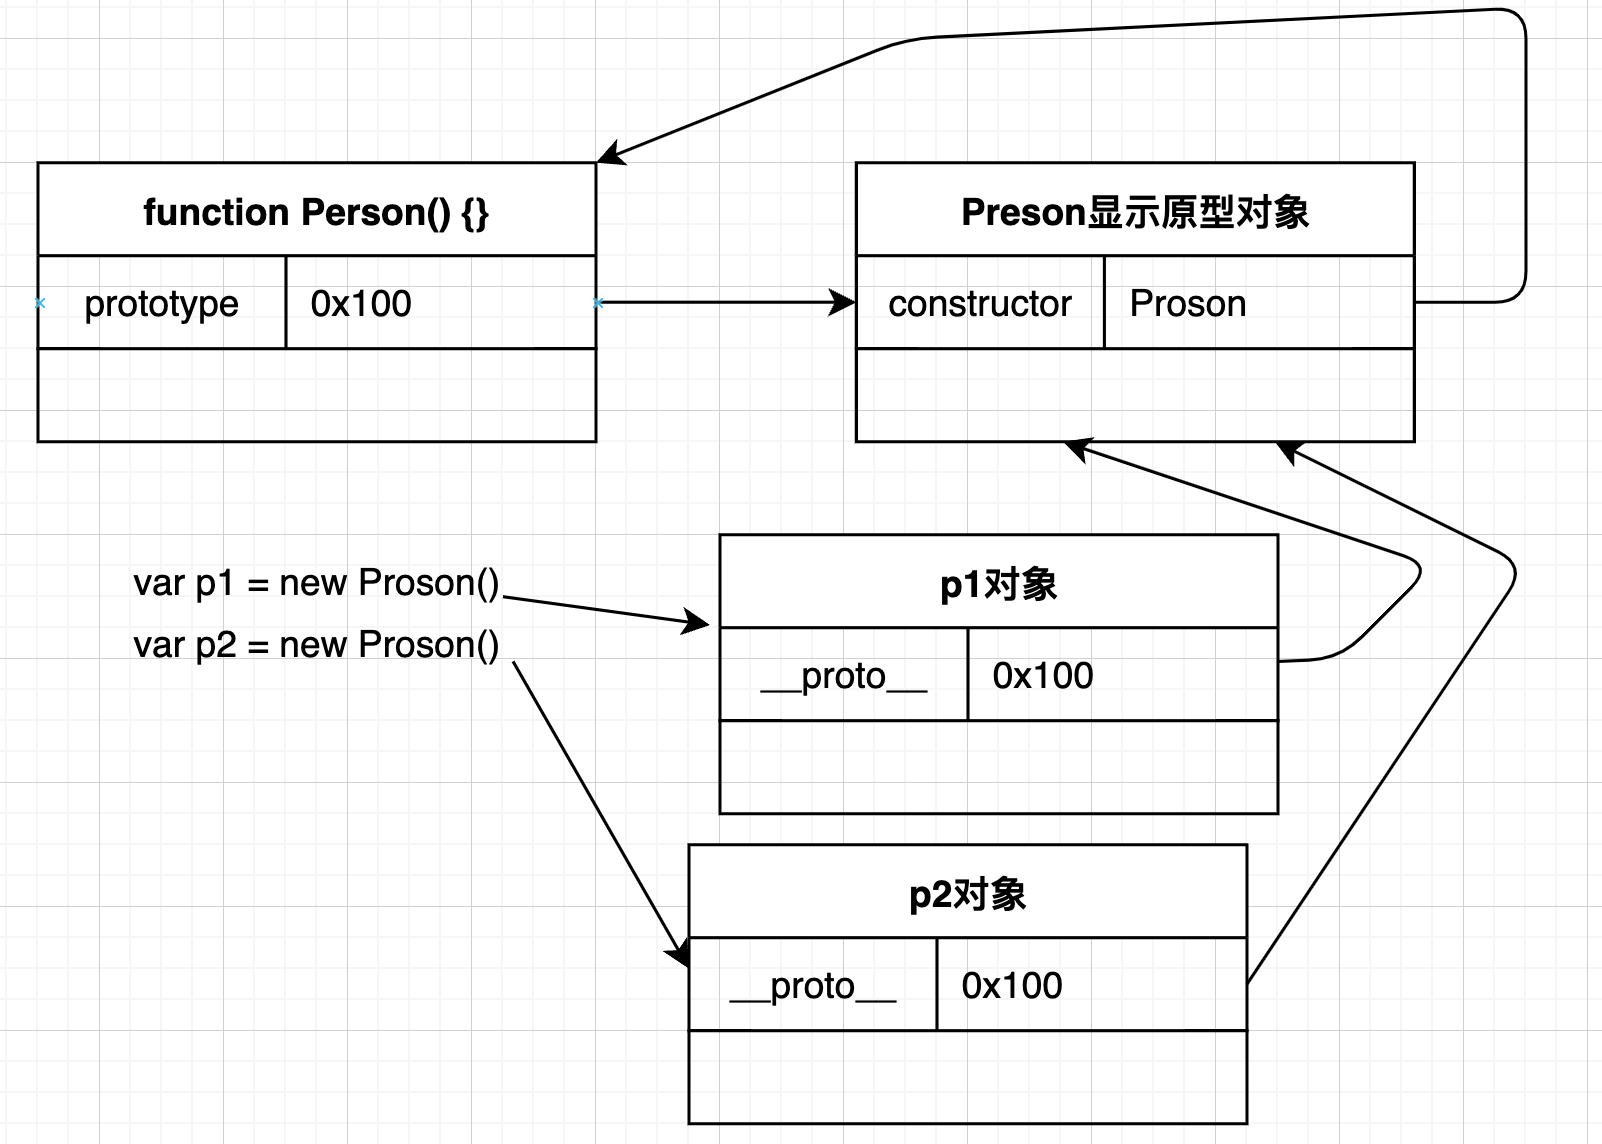 function Person() {}
prototype
0x100
Preson显示原型对象
constructor
Proson
var p1 = new Proson()
var p2 = new Proson()
p1对象
__proto__
0x100
p2对象
__proto__
0x100